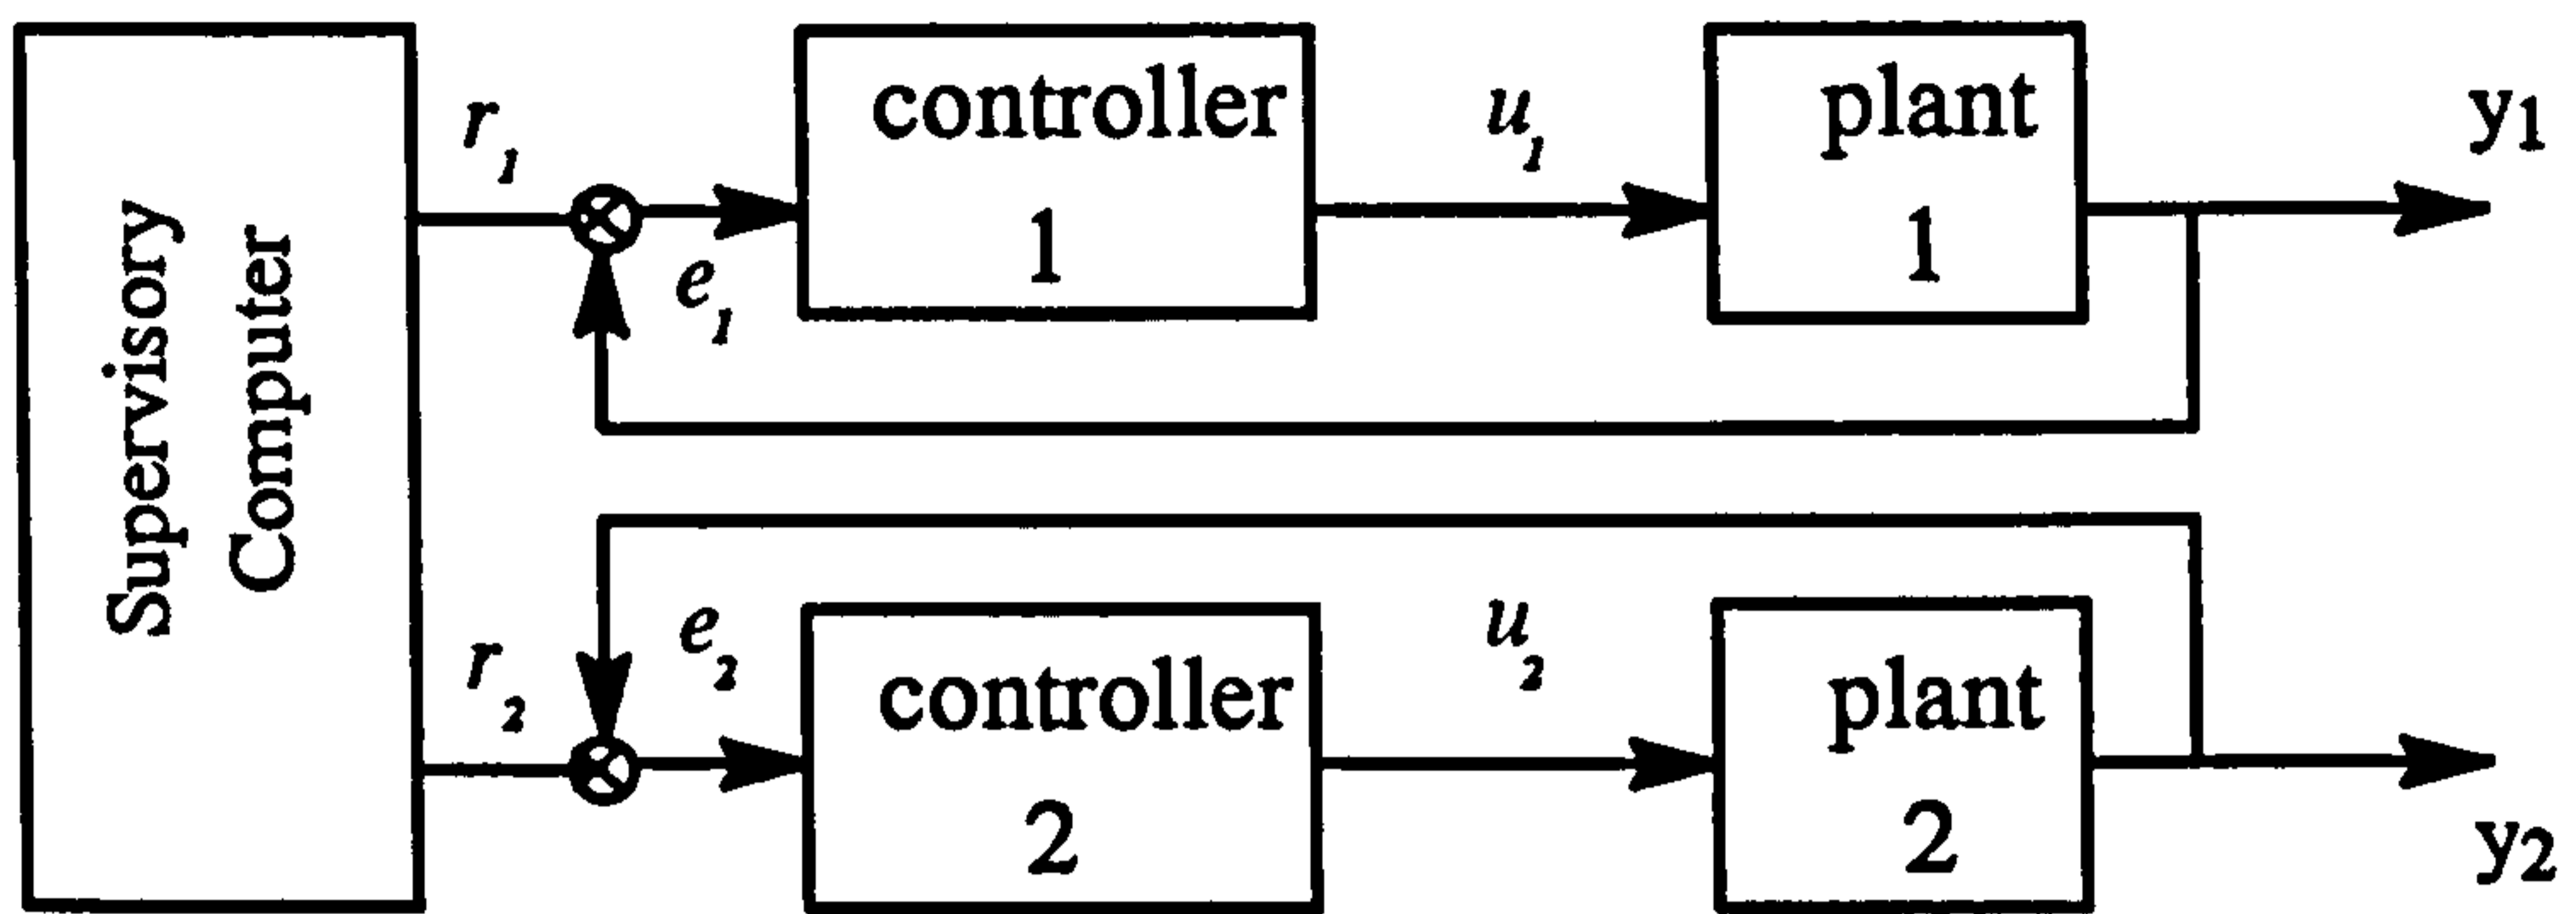 Supervisory
Computer
r₁
e₁
controller
1
u₁
plant
1
y₁
r₂
e₂
controller
2
u₂
plant
2
y₂